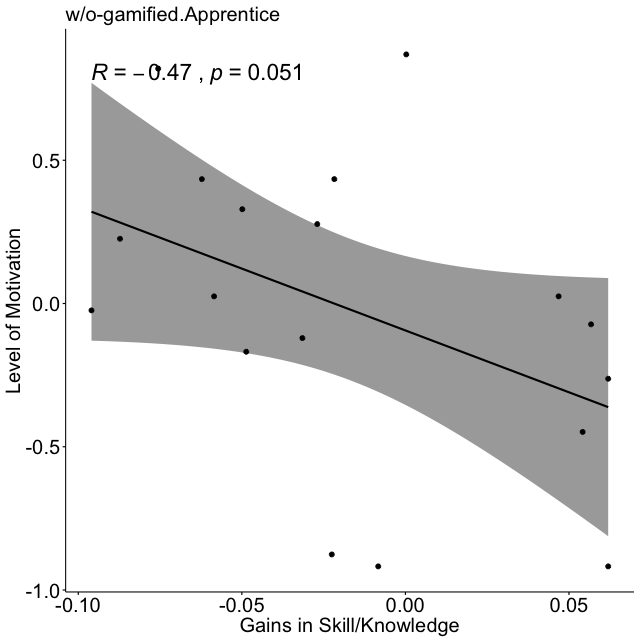 w/o-gamified.Apprentice
R = −0.47 , p = 0.051
0.5
0.0
-0.5
-1.0
Level of Motivation
-0.10 -0.05 0.00 0.05
Gains in Skill/Knowledge